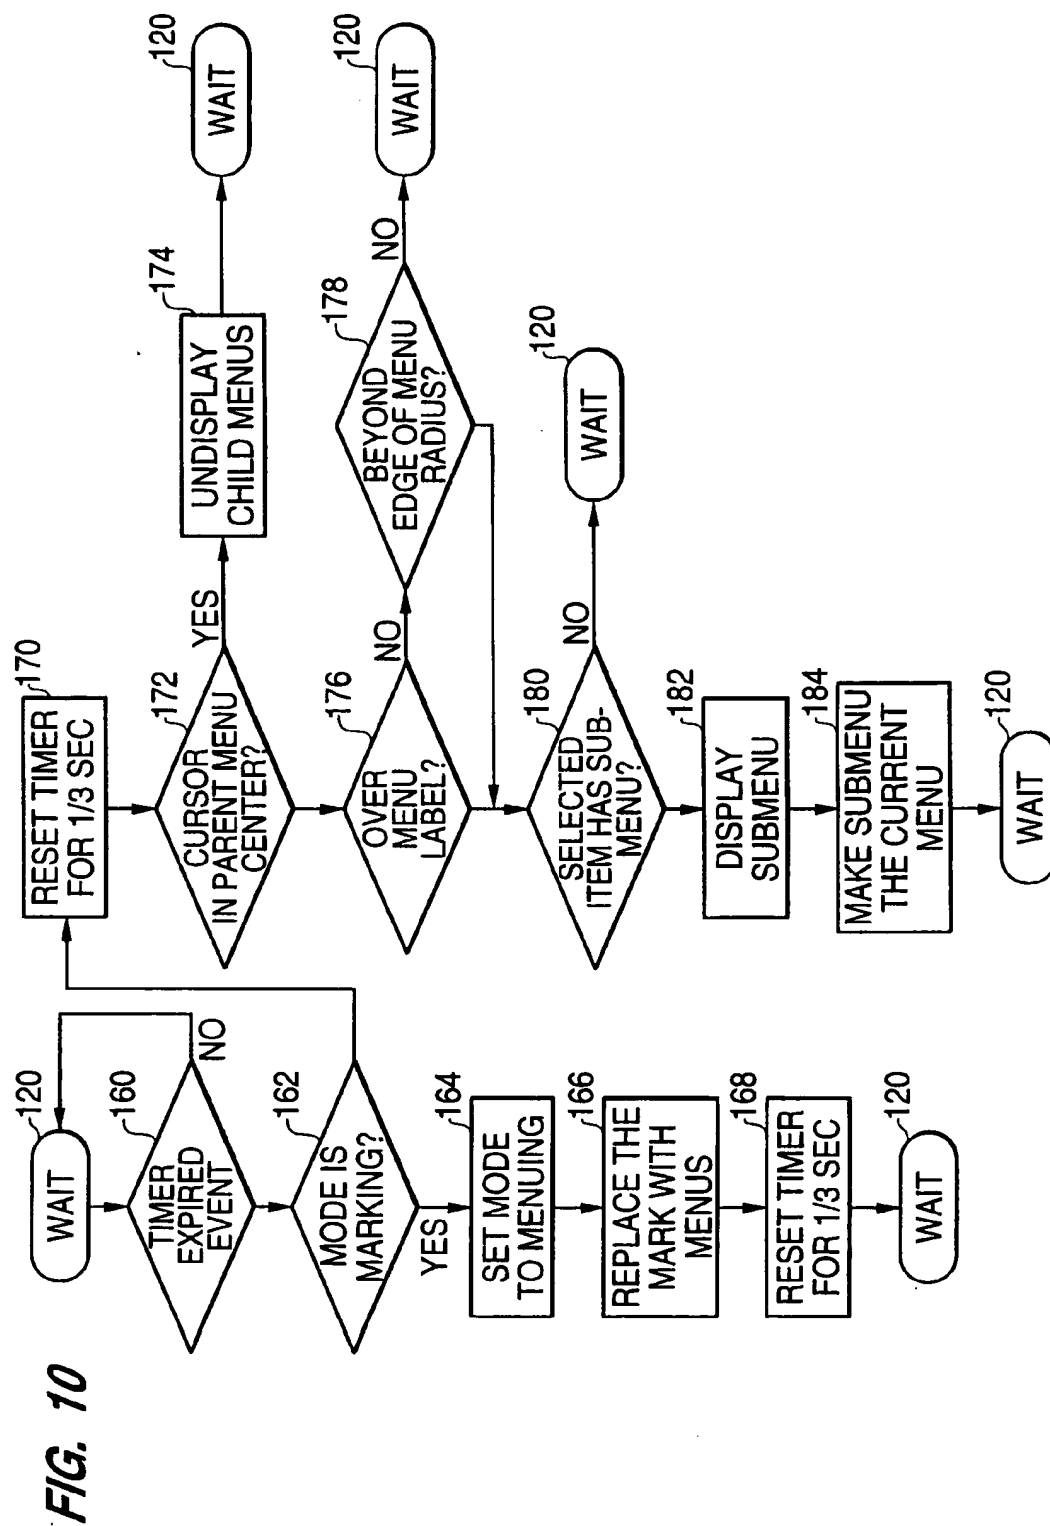 FIG. 10
120
WAIT
160
TIMER
EXPIRED
EVENT
NO
162
MODE IS
MARKING?
YES
164
SET MODE
TO MENUING
166
REPLACE THE
MARK WITH
MENUS
168
RESET TIMER
FOR 1/3 SEC
120
WAIT
170
RESET TIMER
FOR 1/3 SEC
172
CURSOR
IN PARENT MENU
CENTER?
YES
174
UNDISPLAY
CHILD MENUS
120
WAIT
176
OVER
MENU
LABEL?
NO
178
BEYOND
EDGE OF MENU
RADIUS?
NO
120
WAIT
180
SELECTED
ITEM HAS SUB-
MENU?
NO
120
WAIT
182
DISPLAY
SUBMENU
184
MAKE SUBMENU
THE CURRENT
MENU
120
WAIT